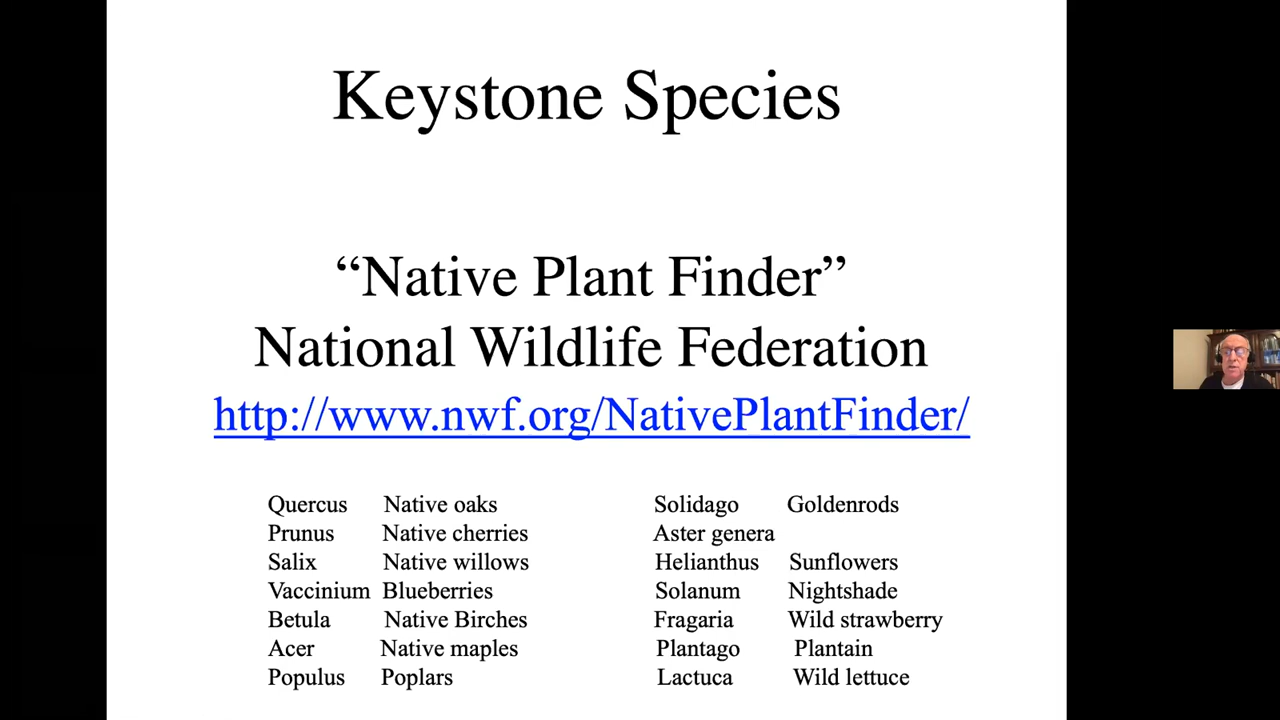 Keystone Species
“Native Plant Finder”
National Wildlife Federation
http://www.nwf.org/NativePlantFinder/
Quercus Native oaks
Prunus Native cherries
Salix Native willows
Vaccinium Blueberries
Betula Native Birches
Acer Native maples
Populus Poplars
Solidago Goldenrods
Aster genera
Helianthus Sunflowers
Solanum Nightshade
Fragaria Wild strawberry
Plantago Plantain
Lactuca Wild lettuce